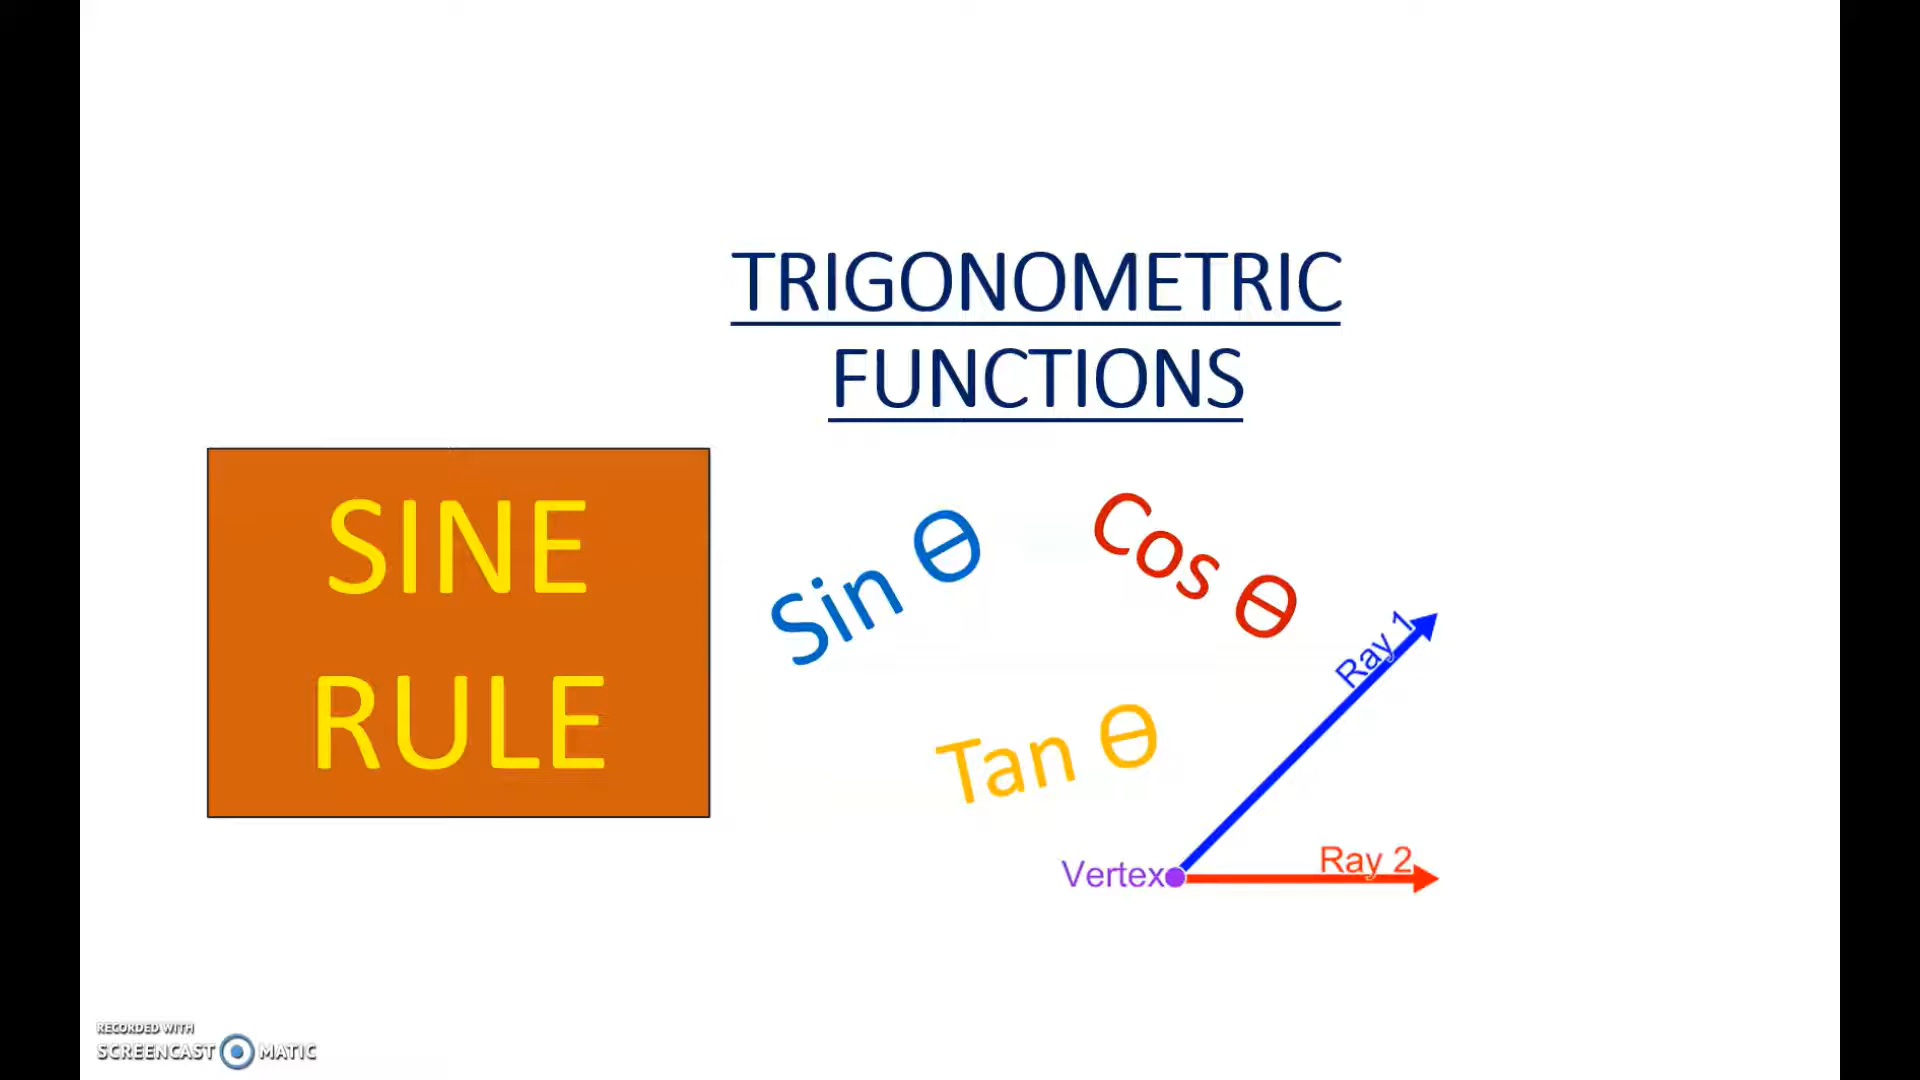 TRIGONOMETRIC
FUNCTIONS
SINE
RULE
Sin Θ
Cos Θ
Tan Θ
Ray 1
Ray 2
Vertex
RECORDED WITH
SCREENCAST MATIC